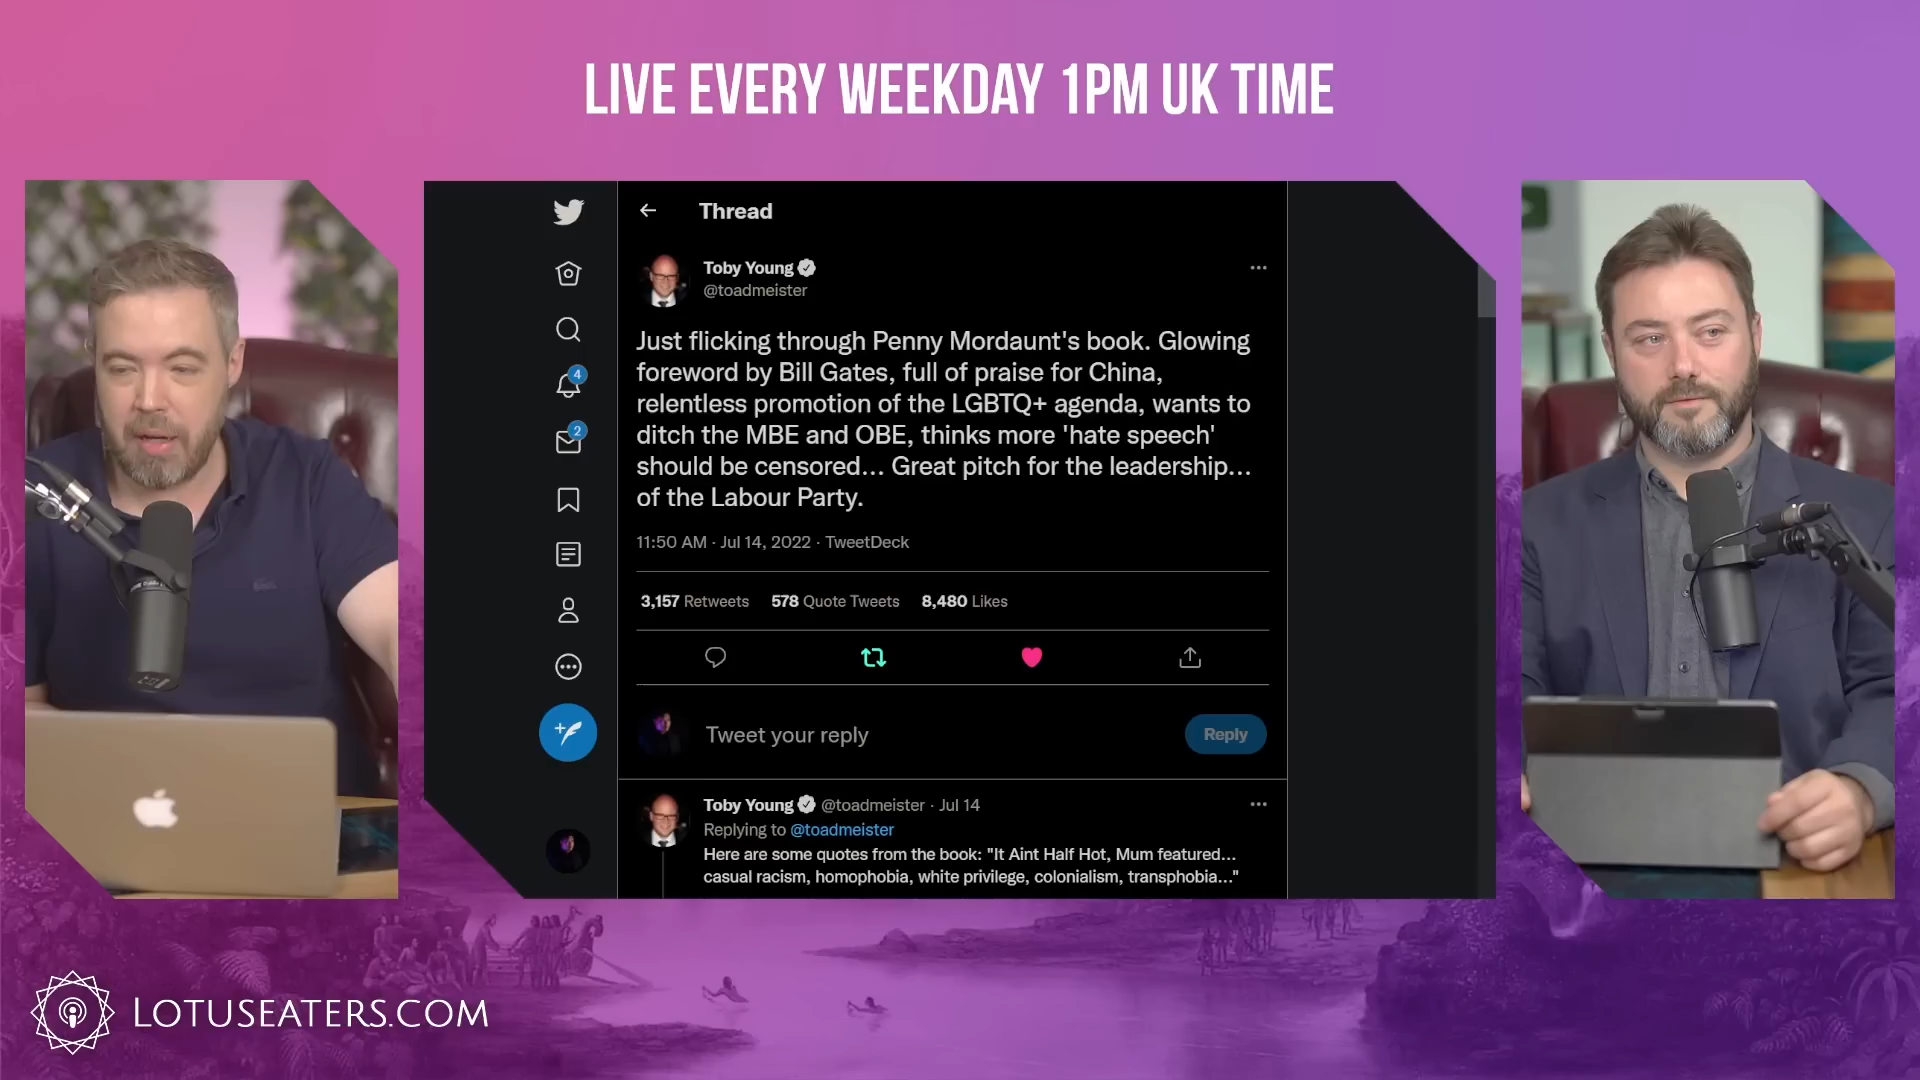 LIVE EVERY WEEKDAY 1PM UK TIME
Thread
Toby Young
@toadmeister
Just flicking through Penny Mordaunt's book. Glowing
foreword by Bill Gates, full of praise for China,
relentless promotion of the LGBTQ+ agenda, wants to
ditch the MBE and OBE, thinks more 'hate speech'
should be censored... Great pitch for the leadership...
of the Labour Party.
11:50 AM · Jul 14, 2022 · TweetDeck
3,157 Retweets 578 Quote Tweets 8,480 Likes
Tweet your reply
Reply
Toby Young @toadmeister · Jul 14
Replying to @toadmeister
Here are some quotes from the book: "It Aint Half Hot, Mum featured...
casual racism, homophobia, white privilege, colonialism, transphobia..."
4
2
LOTUSEATERS.COM